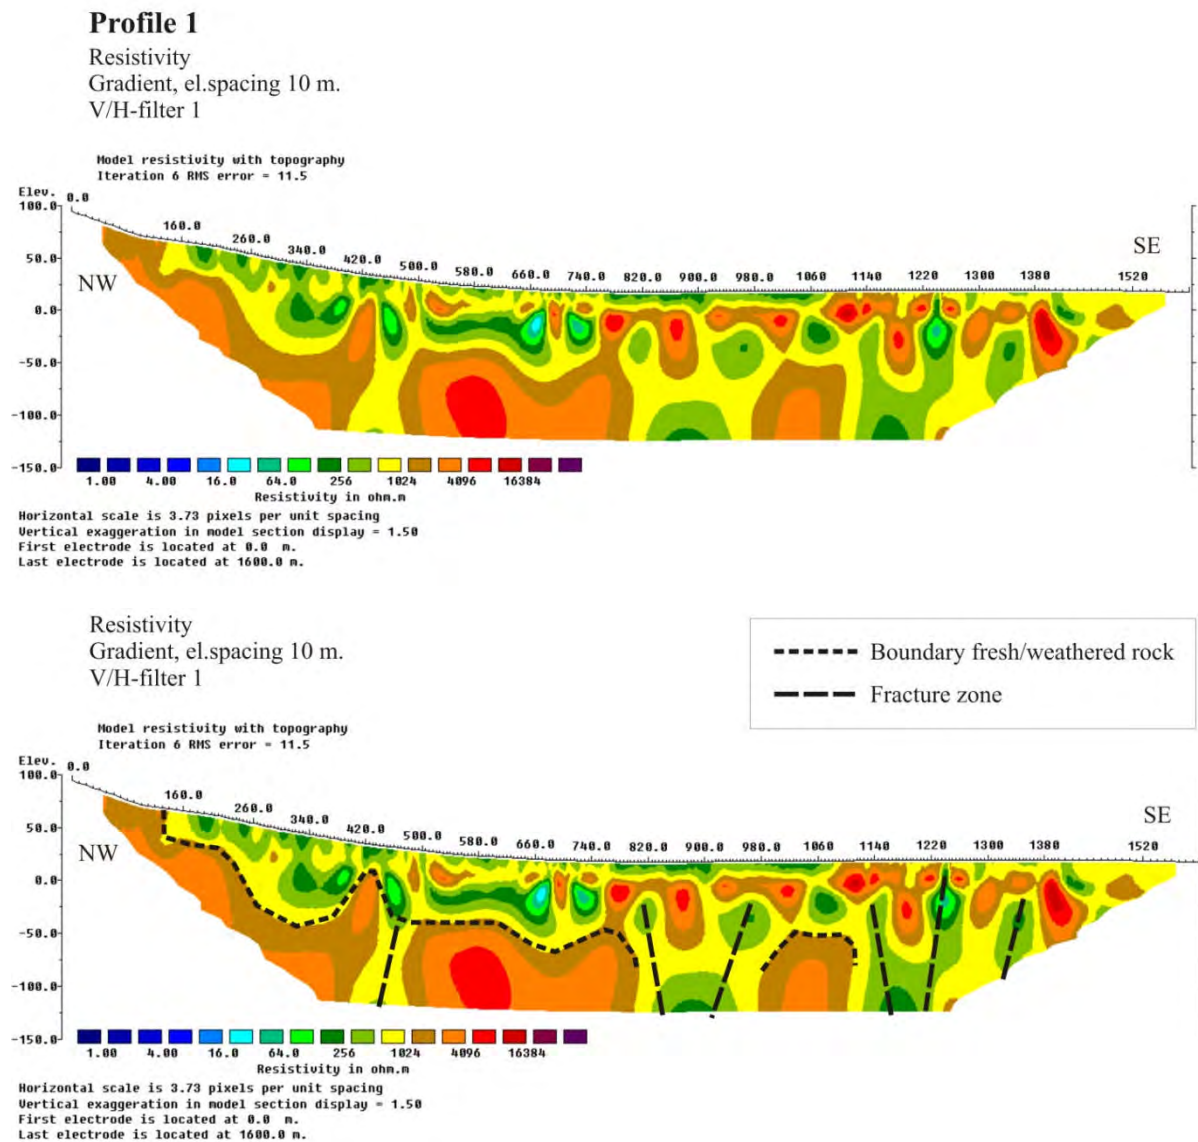 Profile 1
Resistivity
Gradient, el.spacing 10 m.
V/H-filter 1
Model resistivity with topography
Iteration 6 RMS error = 11.5
Elev.
0.0
100.0
160.0
SE
50.0
260.0
340.0
NW
420.0
500.0
580.0
660.0
740.0
820.0
900.0
980.0
1060
1140
1220
1300
1380
1520
0.0
-50.0
-100.0
-150.0
1.00 4.00 16.0 64.0 256 1024 4096 16384
Resistivity in ohm.m
Horizontal scale is 3.73 pixels per unit spacing
Vertical exaggeration in model section display = 1.50
First electrode is located at 0.0 m.
Last electrode is located at 1600.0 m.
Resistivity
Gradient, el.spacing 10 m.
V/H-filter 1
Boundary fresh/weathered rock
Fracture zone
Model resistivity with topography
Iteration 6 RMS error = 11.5
Elev.
0.0
100.0
160.0
SE
50.0
260.0
340.0
NW
420.0
500.0
580.0
660.0
740.0
820.0
900.0
980.0
1060
1140
1220
1300
1380
1520
0.0
-50.0
-100.0
-150.0
1.00 4.00 16.0 64.0 256 1024 4096 16384
Resistivity in ohm.m
Horizontal scale is 3.73 pixels per unit spacing
Vertical exaggeration in model section display = 1.50
First electrode is located at 0.0 m.
Last electrode is located at 1600.0 m.